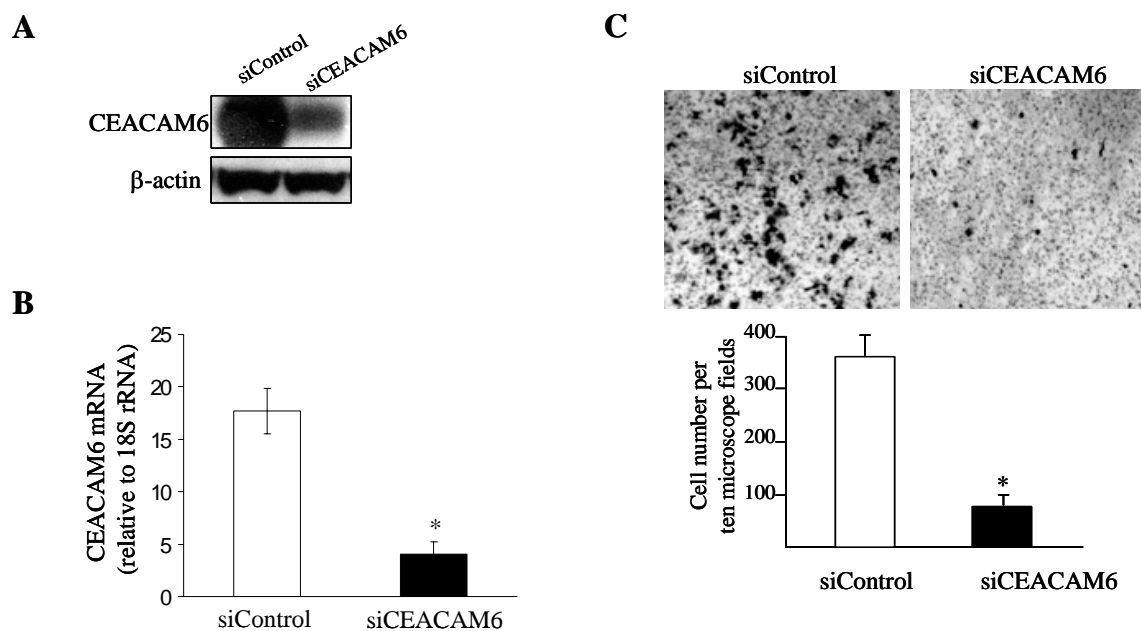 A
siControl
siCEACAM6
CEACAM6
β-actin
B
CEACAM6 mRNA
(relative to 18S rRNA)
25
20
15
10
5
0
*
siControl
siCEACAM6
C
siControl
siCEACAM6
Cell number per
ten microscope fields
400
300
200
100
*
siControl
siCEACAM6